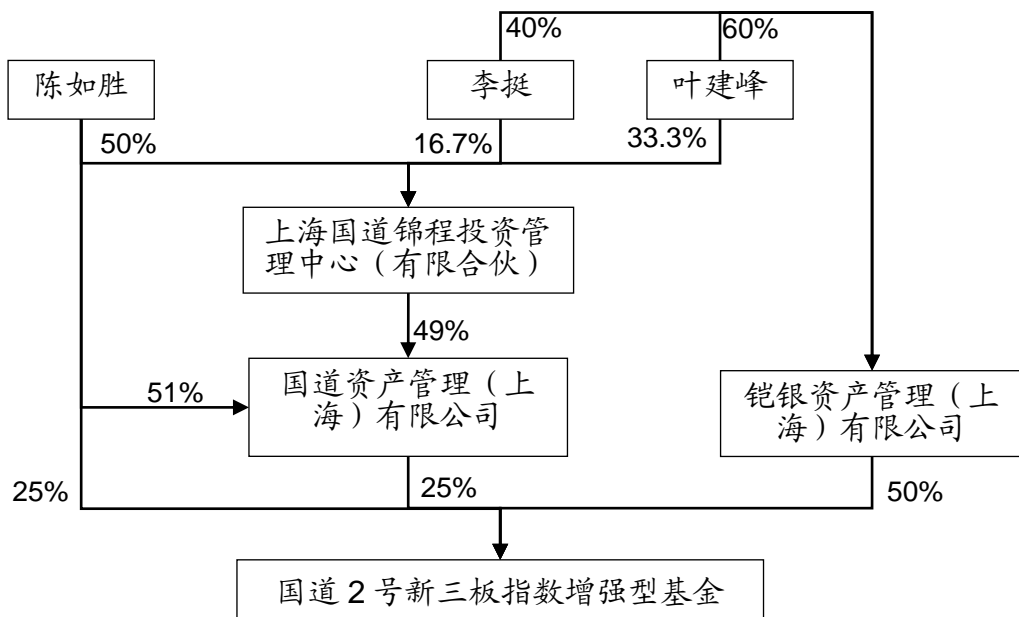 40%
60%
陈如胜
李挺
叶建峰
50%
16.7%
33.3%
上海国道锦程投资管
理中心（有限合伙）
49%
国道资产管理（上
海）有限公司
51%
铠银资产管理（上
海）有限公司
25%
25%
50%
国道 2 号新三板指数增强型基金